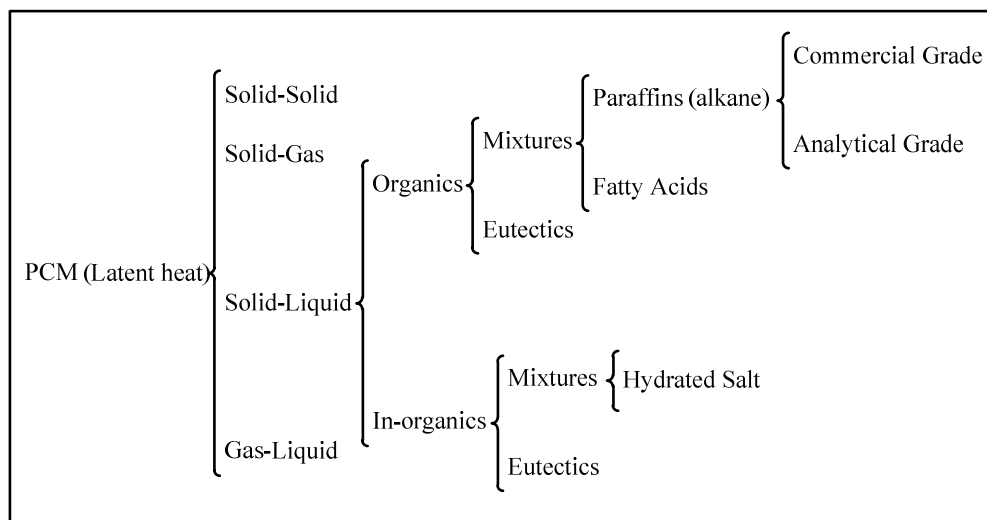 Commercial Grade
Solid-Solid
Paraffins (alkane)
Mixtures
Analytical Grade
Solid-Gas
Organics
Fatty Acids
Eutectics
PCM (Latent heat)
Solid-Liquid
Mixtures
Hydrated Salt
In-organics
Gas-Liquid
Eutectics